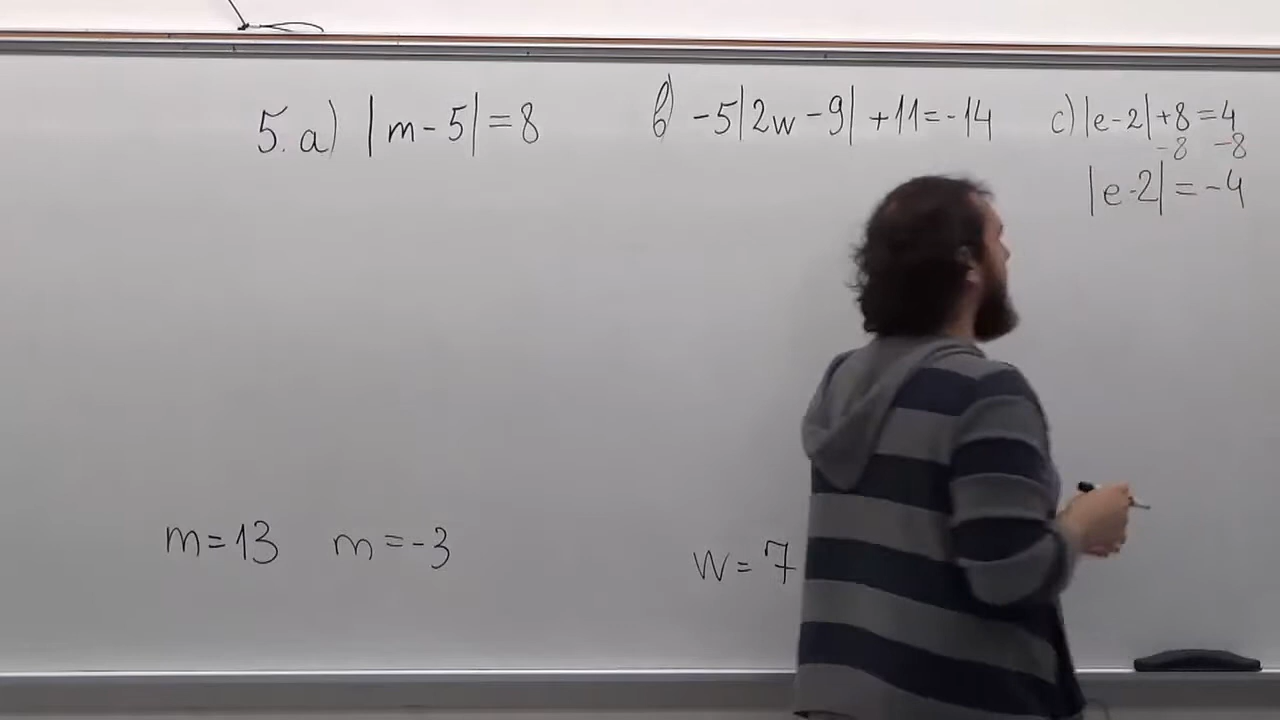 5. a) |m - 5| = 8
b) -5|2w - 9| + 11 = -14
c) |e - 2| + 8 = 4
-8 -8
|e - 2| = -4
m = 13 m = -3
w = 7